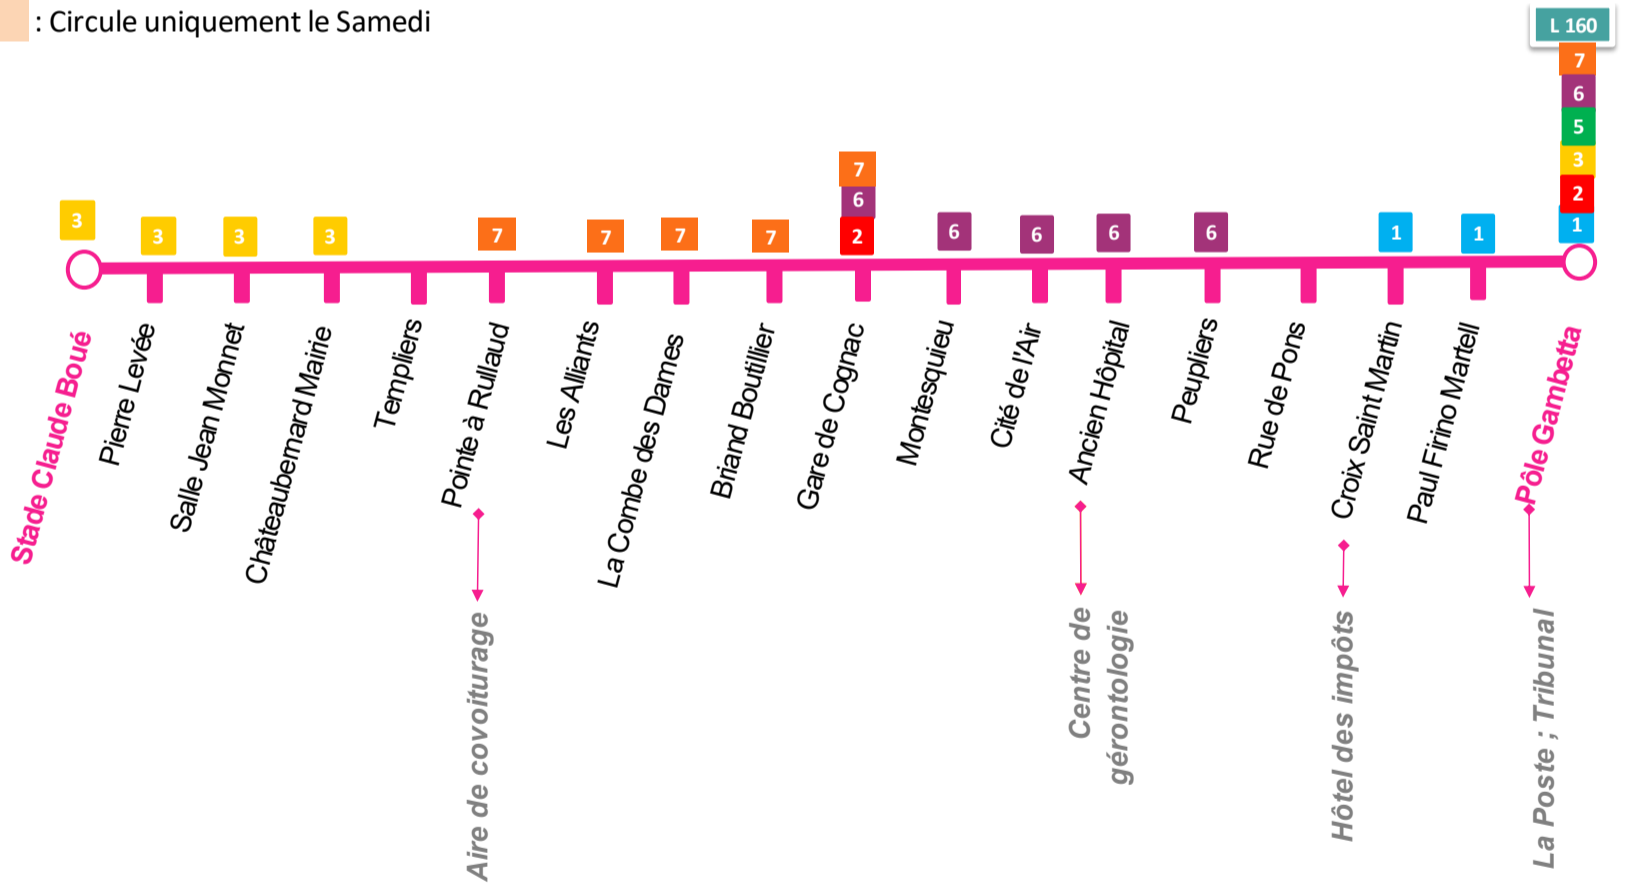 : Circule uniquement le Samedi
L 160
7
6
5
3
2
1
3
3
3
3
7
7
7
7
7
6
2
6
6
6
6
1
1
Stade Claude Boué
Pierre Levée
Salle Jean Monnet
Châteaubernard Mairie
Templiers
Pointe à Rullaud
Les Alliants
La Combe des Dames
Briand Boutillier
Gare de Cognac
Montesquieu
Cité de l'Air
Ancien Hôpital
Peupliers
Rue de Pons
Croix Saint Martin
Paul Firino Martell
Pôle Gambetta
Aire de covoiturage
Centre de
gérontologie
Hôtel des impôts
La Poste ; Tribunal